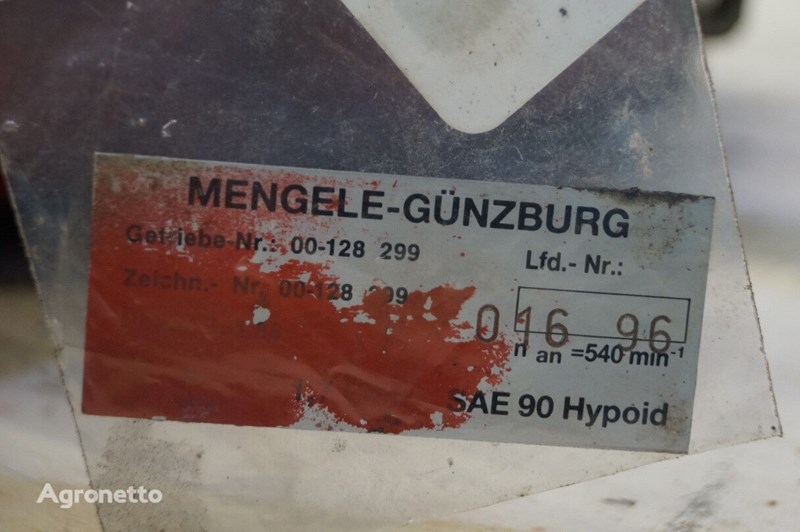 MENGELE-GÜNZBURG
Getriebe-Nr.: 00-128 299
Lfd.- Nr.:
Zeichn.- Nr. 00-128 299
016 96
n an =540 min-1
SAE 90 Hypoid
Agronetto